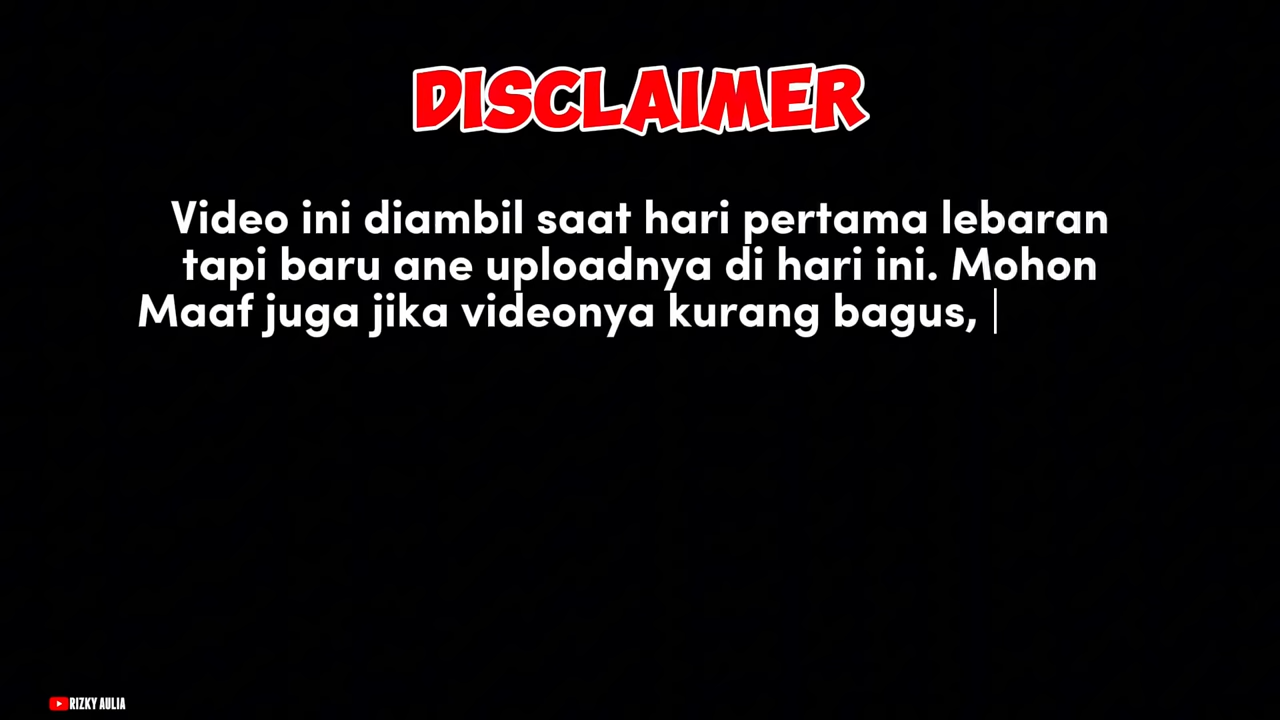 DISCLAIMER
Video ini diambil saat hari pertama lebaran
tapi baru ane uploadnya di hari ini. Mohon
Maaf juga jika videonya kurang bagus,
RIZKY AULIA